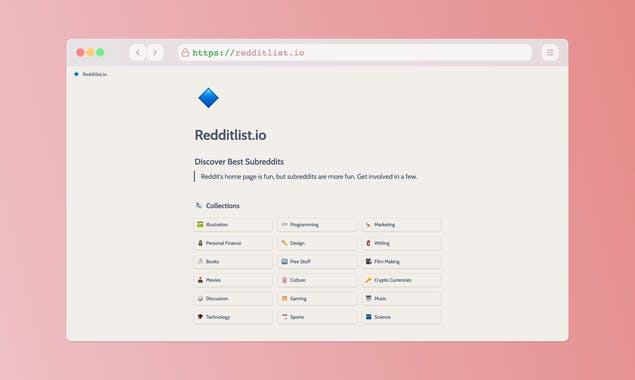 https://redditlist.io
Redditlist.io
Redditlist.io
Discover Best Subreddits
Reddit's home page is fun, but subreddits are more fun. Get involved in a few.
Collections
Illustration
Programming
Marketing
Personal Finance
Design
Writing
Books
Free Stuff
Film Making
Movies
Culture
Crypto Currencies
Discussion
Gaming
Music
Technology
Sports
Science